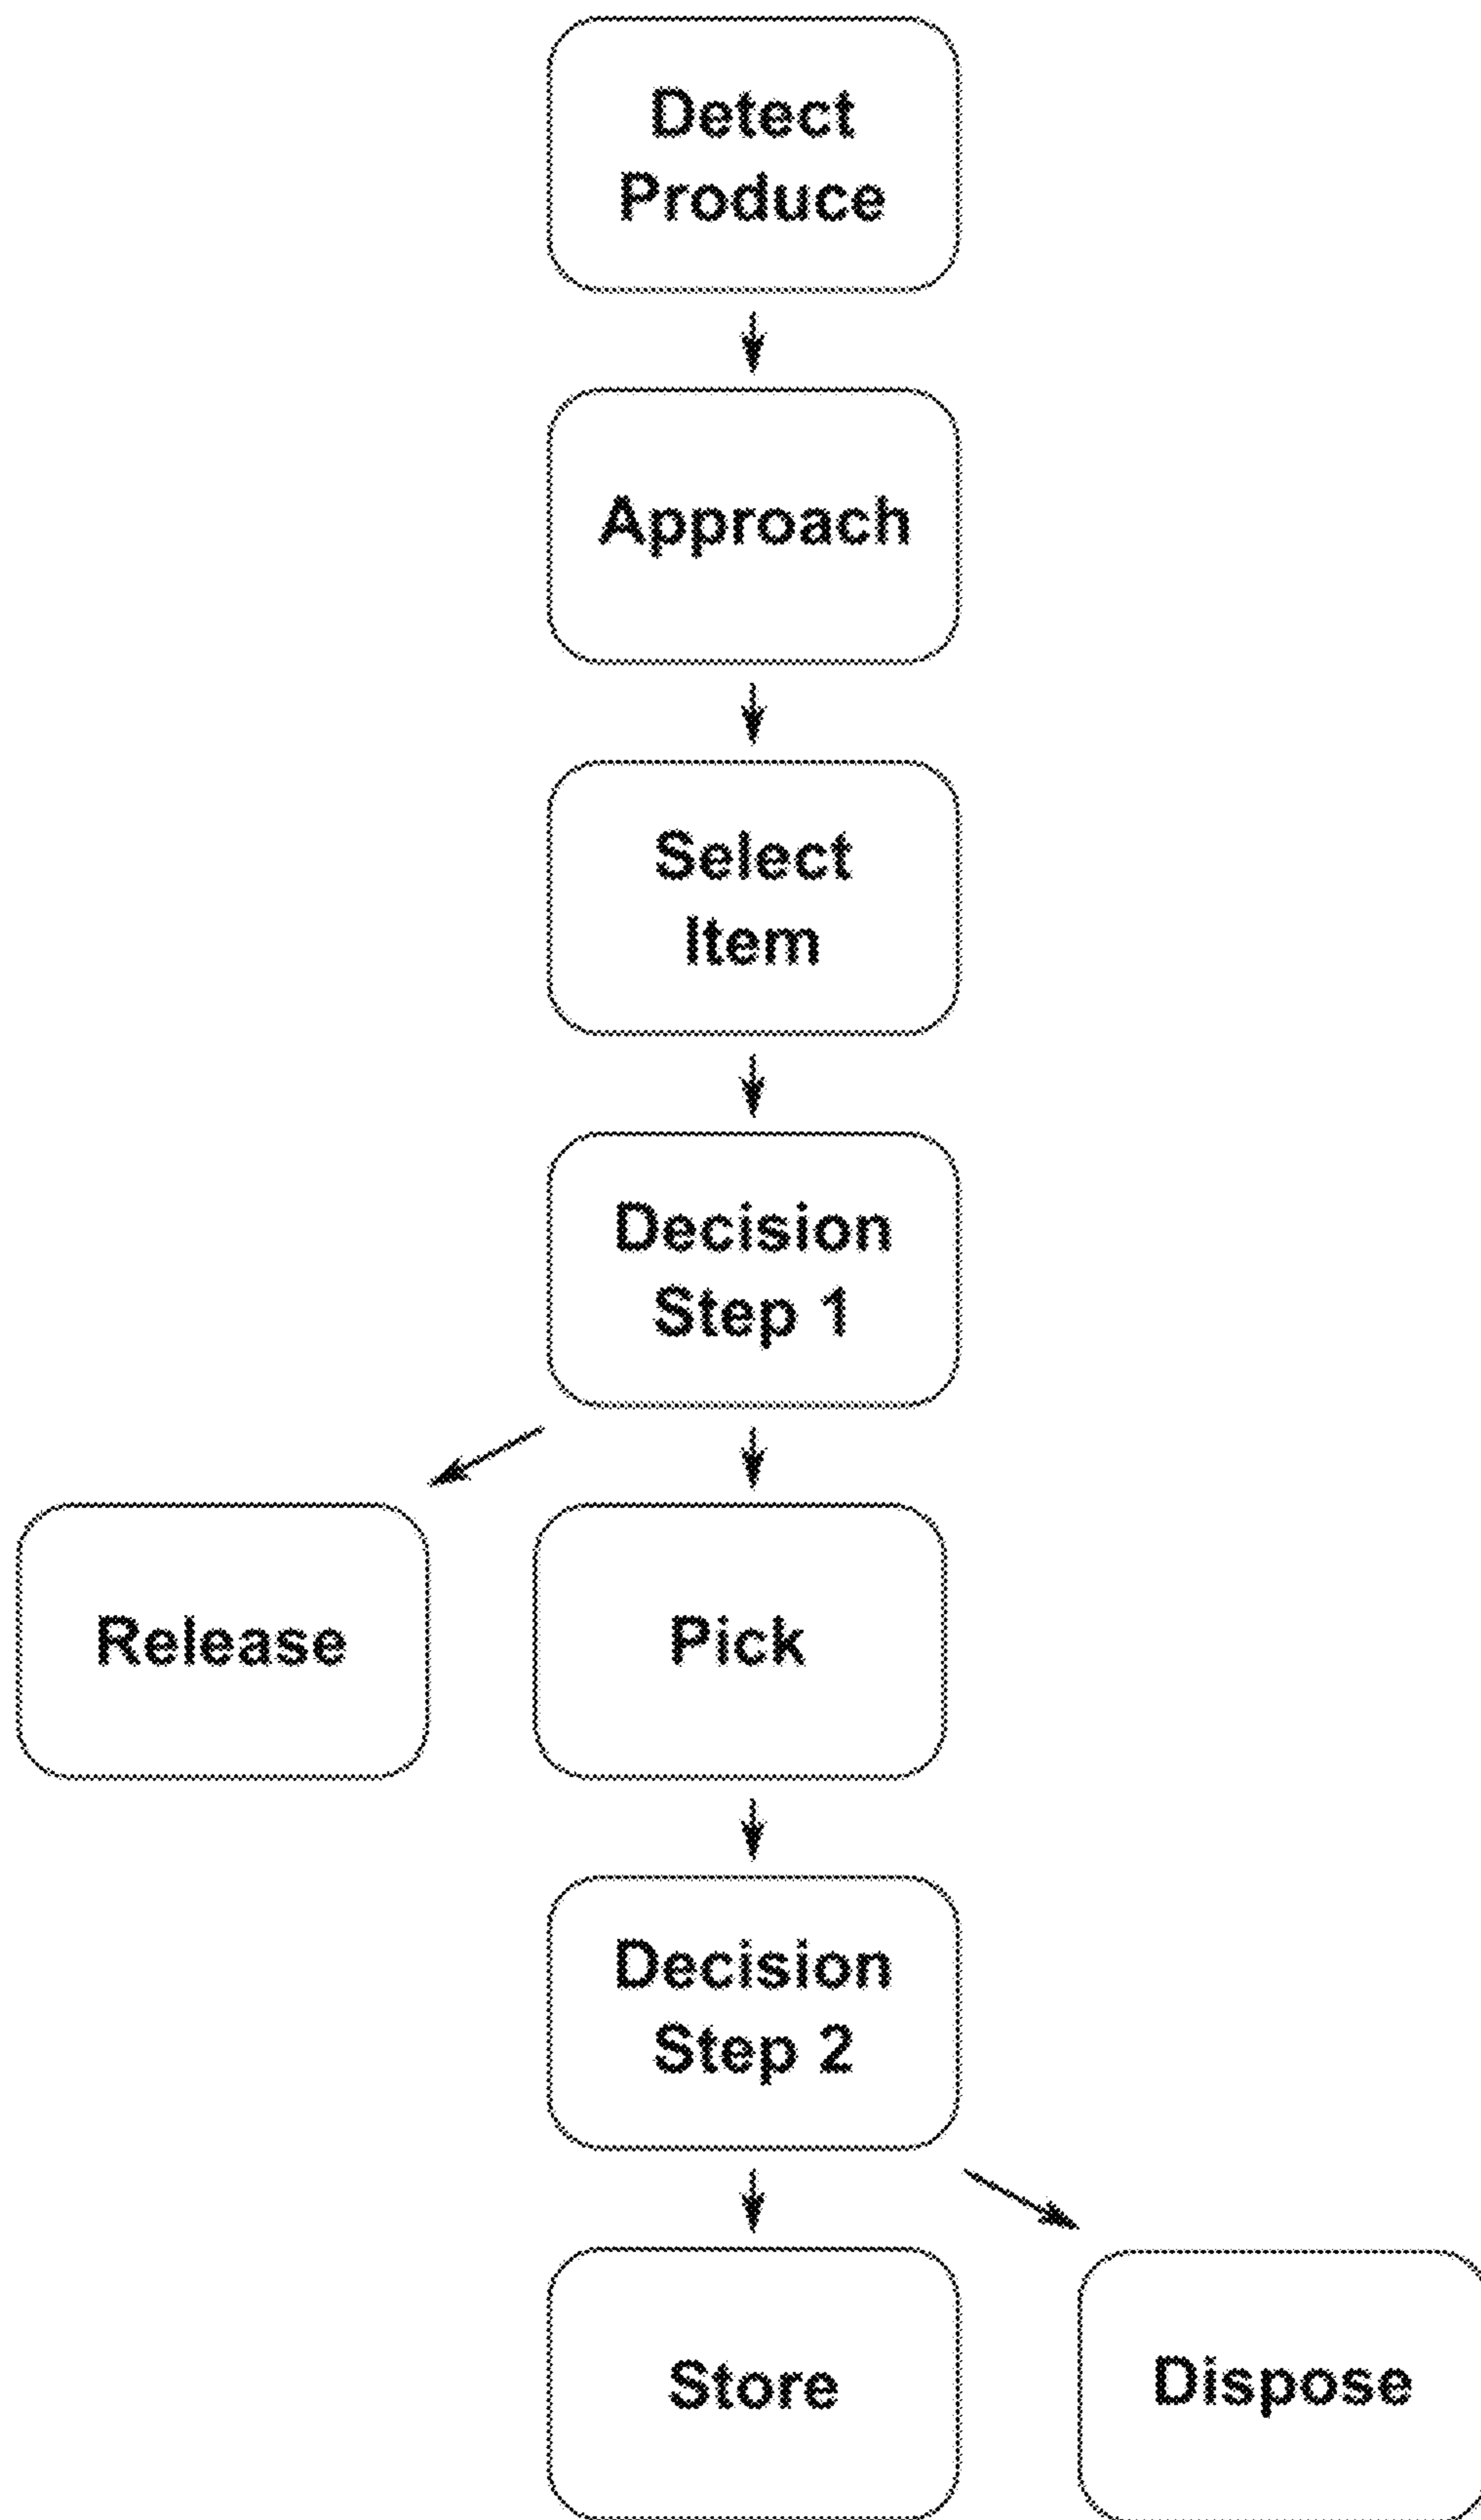 Detect
Produce
Approach
Select
Item
Decision
Step 1
Release
Pick
Decision
Step 2
Store
Dispose